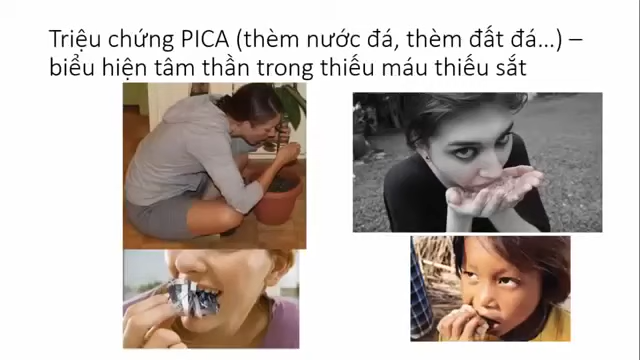 Triệu chứng PICA (thèm nước đá, thèm đất đá…) –
biểu hiện tâm thần trong thiếu máu thiếu sắt